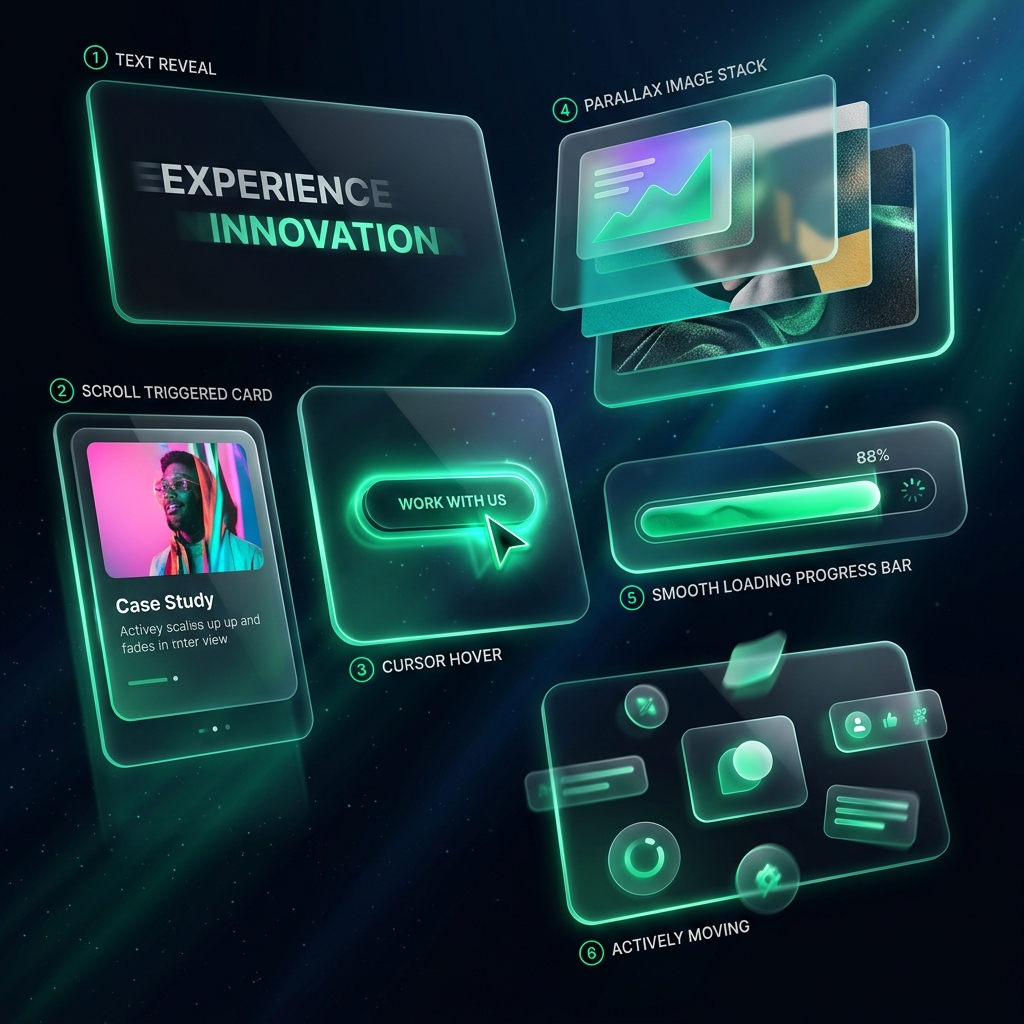 1 TEXT REVEAL
EXPERIENCE
INNOVATION
2 SCROLL TRIGGERED CARD
Case Study
Activey scaliss up up and
fades in rnter view
WORK WITH US
3 CURSOR HOVER
4 PARALLAX IMAGE STACK
88%
5 SMOOTH LOADING PROGRESS BAR
6 ACTIVELY MOVING